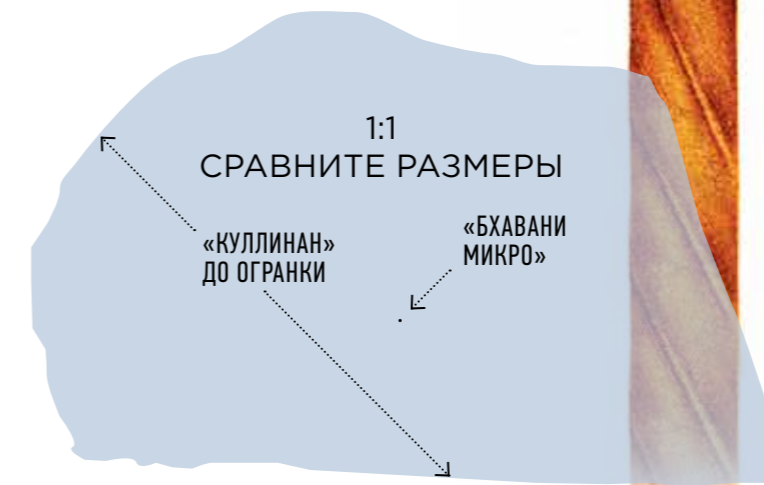 1:1
СРАВНИТЕ РАЗМЕРЫ
«КУЛЛИНАН»
ДО ОГРАНКИ
«БХАВАНИ
МИКРО»